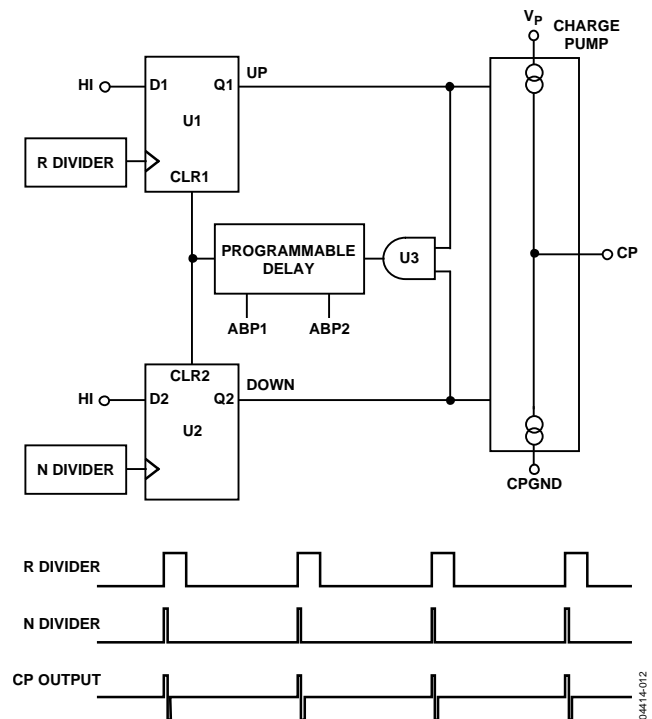 VP
CHARGE
PUMP
HI
D1
Q1
UP
U1
R DIVIDER
CLR1
PROGRAMMABLE
DELAY
U3
CP
ABP1
ABP2
CLR2
HI
D2
Q2
DOWN
U2
N DIVIDER
CPGND
R DIVIDER
N DIVIDER
CP OUTPUT
04414-012